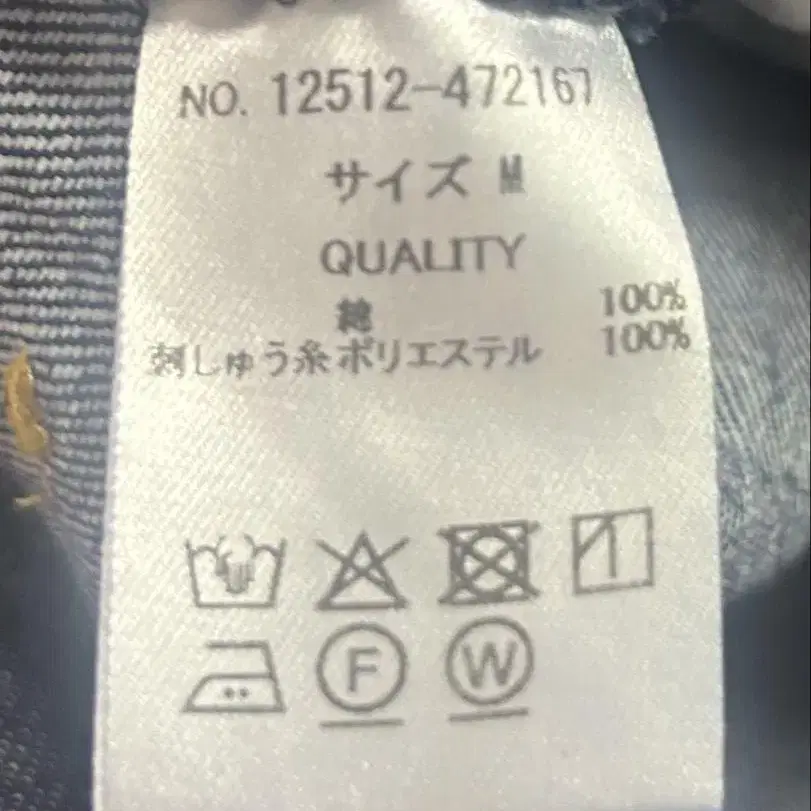 NO. 12512-472167
サイズ M
QUALITY
綿 100%
刺しゅう糸ポリエステル 100%
F W